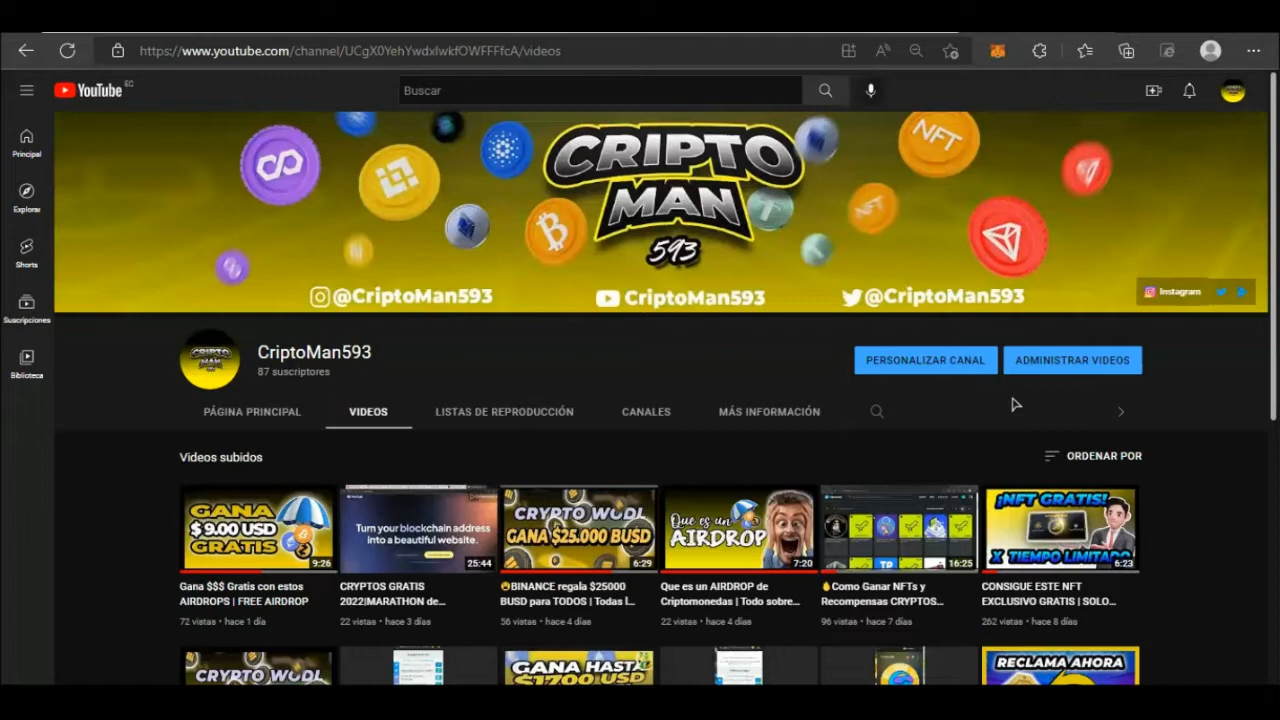 https://www.youtube.com/channel/UCgX0YehYwdxIwkfOWFFFfcA/videos
YouTube EC
Buscar
Principal
Explorar
Shorts
Suscripciones
Biblioteca
NFT
CRIPTO
MAN
593
@CriptoMan593
CriptoMan593
@CriptoMan593
Instagram
CriptoMan593
87 suscriptores
PERSONALIZAR CANAL
ADMINISTRAR VIDEOS
PÁGINA PRINCIPAL
VIDEOS
LISTAS DE REPRODUCCIÓN
CANALES
MÁS INFORMACIÓN
Videos subidos
ORDENAR POR
GANA
$ 9.00 USD
GRATIS
9:26
Turn your blockchain address
into a beautiful website.
25:44
CRYPTO WODL
GANA $25.000 BUSD
6:29
Que es un
AIRDROP
7:20
16:25
¡NFT GRATIS!
X TIEMPO LIMITADO
6:23
Gana $$$ Gratis con estos
AIRDROPS | FREE AIRDROP
72 vistas • hace 1 día
CRYPTOS GRATIS
2022|MARATHON de...
22 vistas • hace 3 días
😮BINANCE regala $25000
BUSD para TODOS | Todas l...
56 vistas • hace 4 días
Que es un AIRDROP de
Criptomonedas | Todo sobre...
22 vistas • hace 4 días
🔥Como Ganar NFTs y
Recompensas CRYPTOS...
96 vistas • hace 7 días
CONSIGUE ESTE NFT
EXCLUSIVO GRATIS | SOLO...
262 vistas • hace 8 días
CRYPTO WODL
GANA HASTA
$1700 USD
RECLAMA AHORA